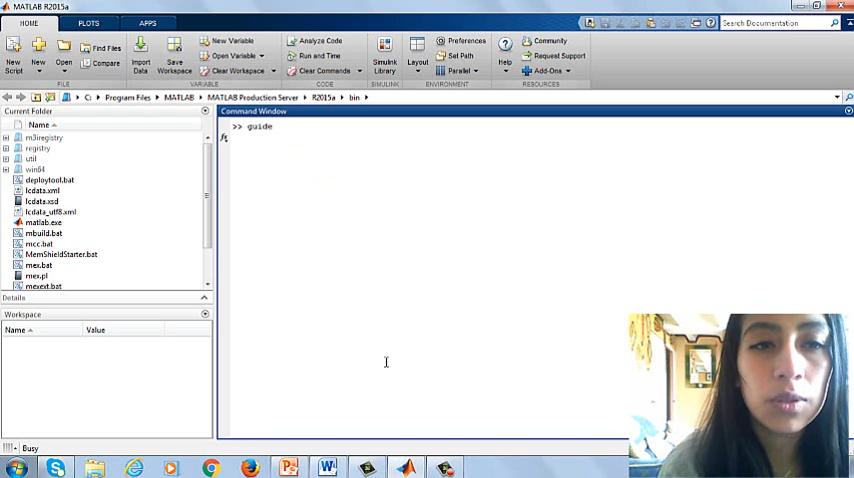 MATLAB R2015a
HOME PLOTS APPS
Search Documentation
New Script
New
Open
Find Files
Compare
Import Data
Save Workspace
New Variable
Open Variable
Clear Workspace
Analyze Code
Run and Time
Clear Commands
Simulink Library
Layout
Preferences
Set Path
Parallel
Help
Community
Request Support
Add-Ons
FILE VARIABLE CODE SIMULINK ENVIRONMENT RESOURCES
C: Program Files MATLAB MATLAB Production Server R2015a bin
Current Folder
Name
m3iregistry
registry
util
win64
deploytool.bat
lcdata.xml
lcdata.xsd
lcdata_utf8.xml
matlab.exe
mbuild.bat
mcc.bat
MemShieldStarter.bat
mex.bat
mex.pl
mexext.bat
Details
Workspace
Name Value
Command Window
>> guide
fx
Busy